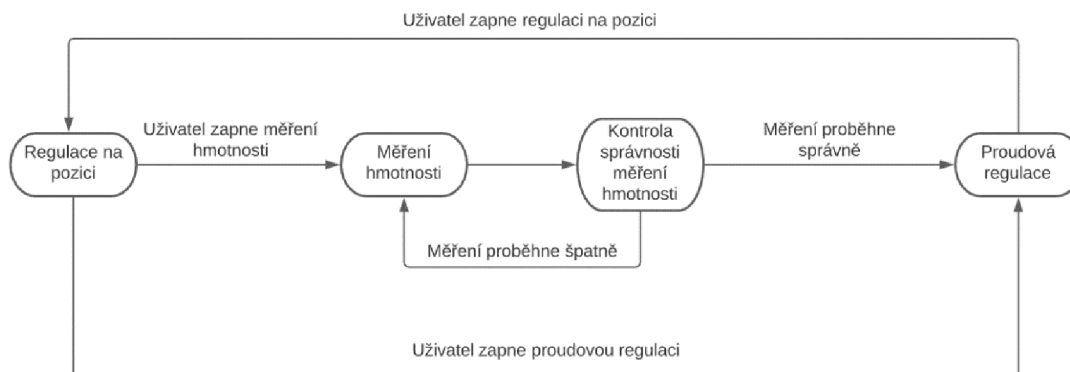 Uživatel zapne regulaci na pozici
Regulace na
pozici
Uživatel zapne měření
hmotnosti
Měření
hmotnosti
Kontrola
správnosti
měření
hmotnosti
Měření proběhne
správně
Proudová
regulace
Měření proběhne špatně
Uživatel zapne proudovou regulaci